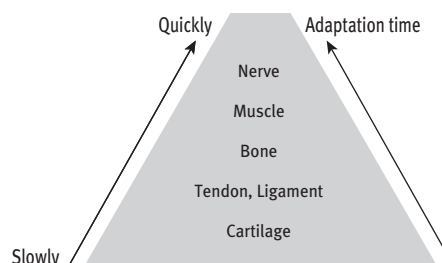 Quickly
Adaptation time
Nerve
Muscle
Bone
Tendon, Ligament
Cartilage
Slowly